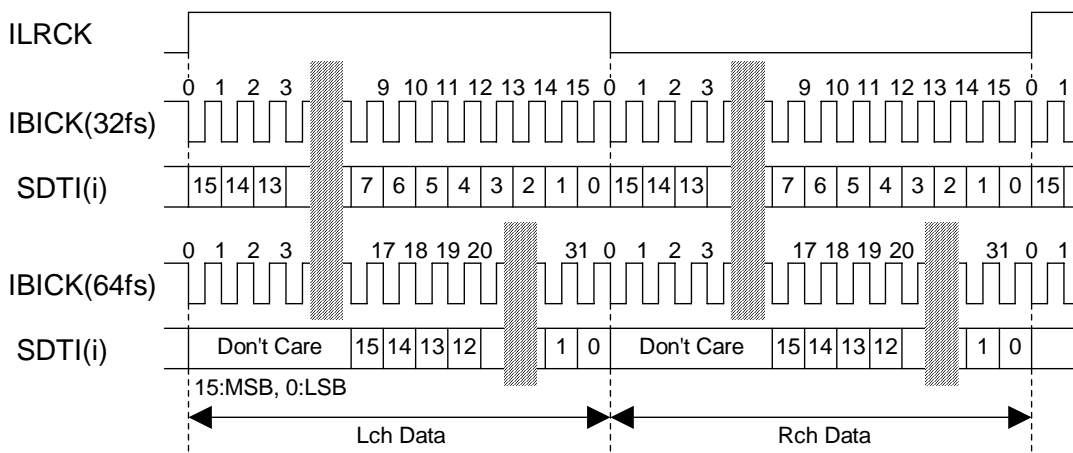 ILRCK
0 1 2 3 9 10 11 12 13 14 15 0 1 2 3 9 10 11 12 13 14 15 0 1
IBICK(32fs)
SDTI(i) 15 14 13 7 6 5 4 3 2 1 0 15 14 13 7 6 5 4 3 2 1 0 15
0 1 2 3 17 18 19 20 31 0 1 2 3 17 18 19 20 31 0 1
IBICK(64fs)
SDTI(i) Don't Care 15 14 13 12 1 0 Don't Care 15 14 13 12 1 0
15:MSB, 0:LSB
Lch Data Rch Data